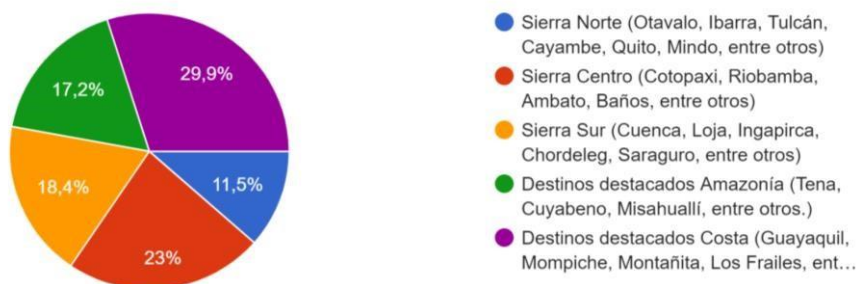 29,9%
17,2%
18,4%
11,5%
23%
Sierra Norte (Otavalo, Ibarra, Tulcán,
Cayambe, Quito, Mindo, entre otros)
Sierra Centro (Cotopaxi, Riobamba,
Ambato, Baños, entre otros)
Sierra Sur (Cuenca, Loja, Ingapirca,
Chordeleg, Saraguro, entre otros)
Destinos destacados Amazonía (Tena,
Cuyabeno, Misahuallí, entre otros.)
Destinos destacados Costa (Guayaquil,
Mompiche, Montañita, Los Frailes, ent…